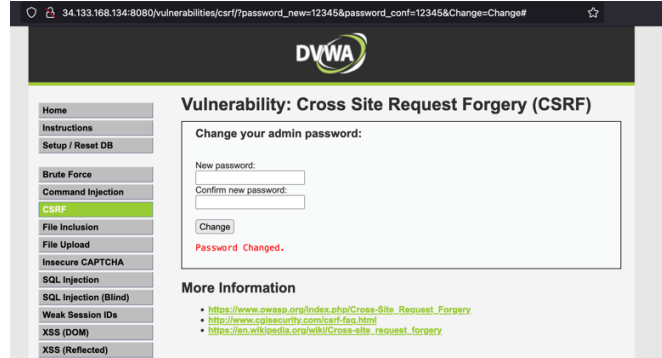 34.133.168.134:8080/vulnerabilities/csrf/?password_new=12345&password_conf=12345&Change=Change#
DVWA
Home
Instructions
Setup / Reset DB
Brute Force
Command Injection
CSRF
File Inclusion
File Upload
Insecure CAPTCHA
SQL Injection
SQL Injection (Blind)
Weak Session IDs
XSS (DOM)
XSS (Reflected)
Vulnerability: Cross Site Request Forgery (CSRF)
Change your admin password:
New password:
Confirm new password:
Change
Password Changed.
More Information
https://www.owasp.org/index.php/Cross-Site_Request_Forgery
http://www.cgisecurity.com/csrf-faq.html
https://en.wikipedia.org/wiki/Cross-site_request_forgery